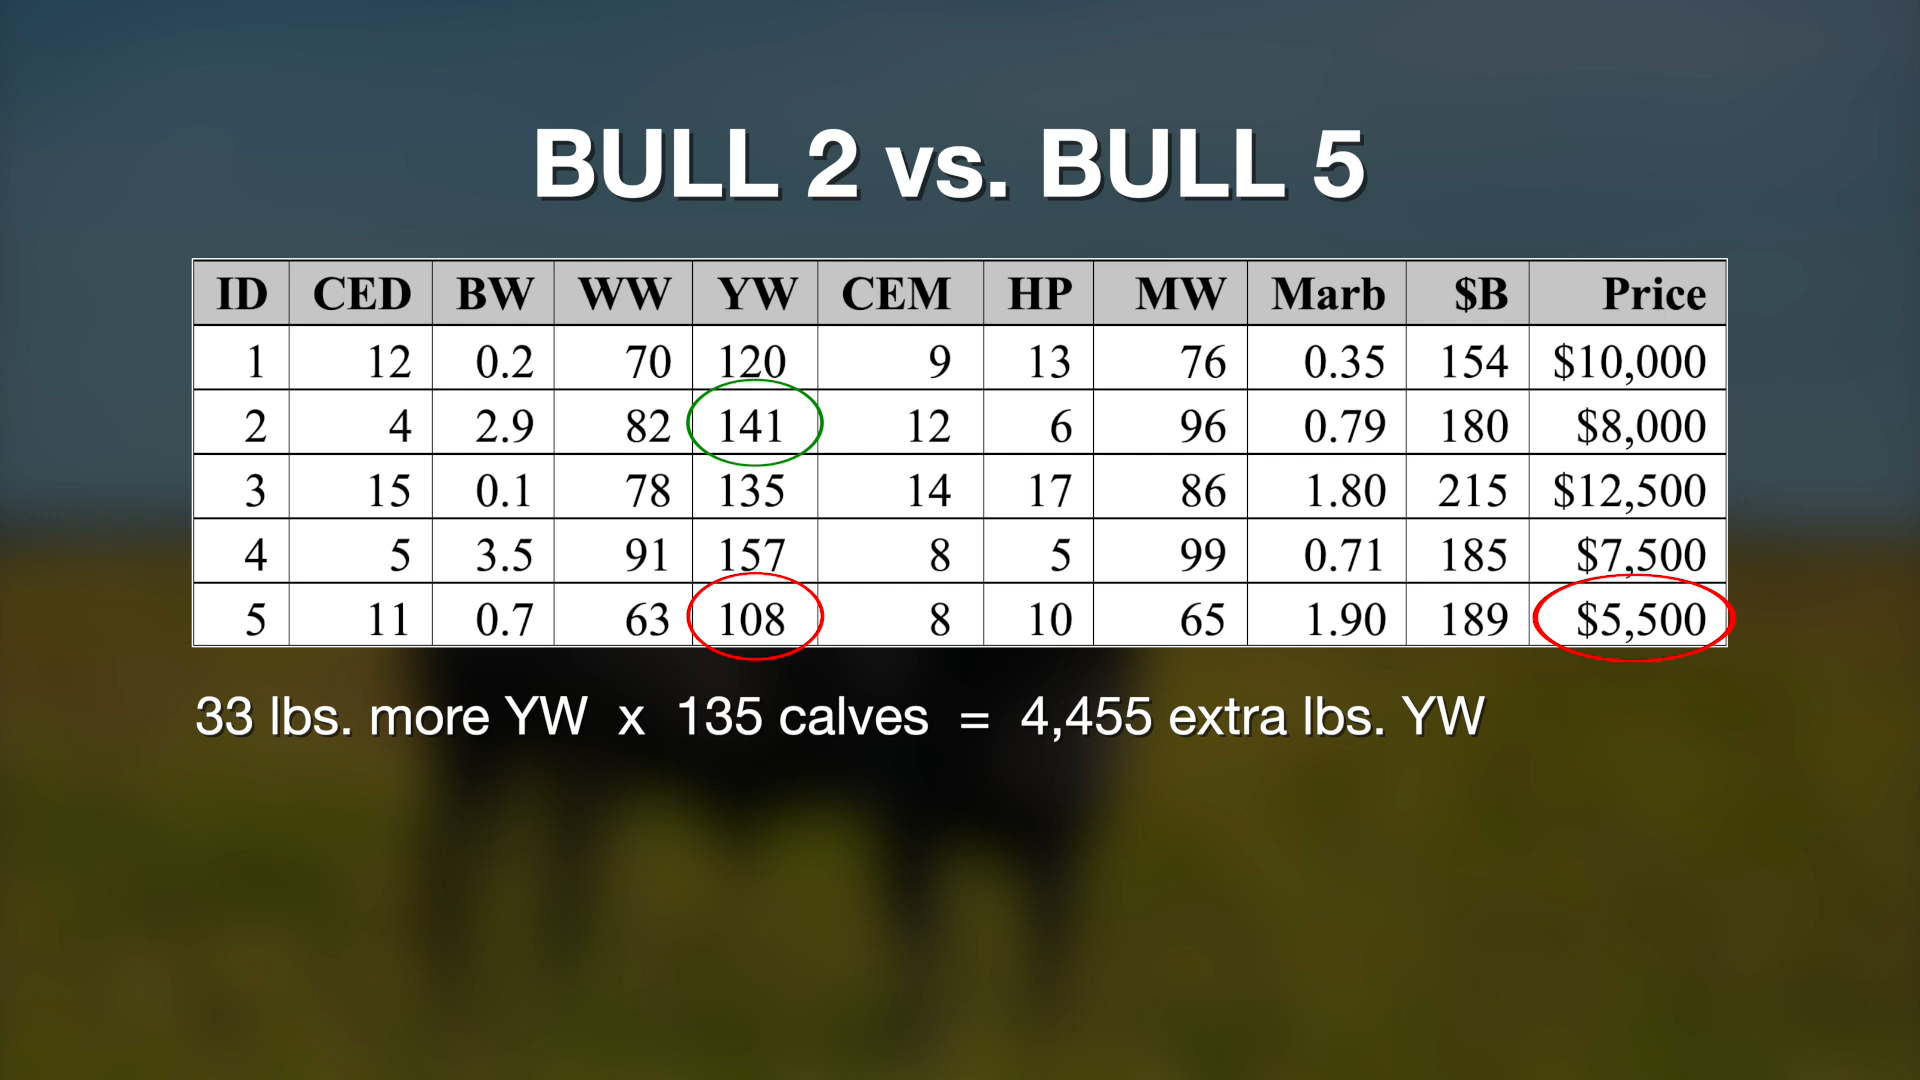 BULL 2 vs. BULL 5
ID CED BW WW YW CEM HP MW Marb $B Price
1 12 0.2 70 120 9 13 76 0.35 154 $10,000
2 4 2.9 82 141 12 6 96 0.79 180 $8,000
3 15 0.1 78 135 14 17 86 1.80 215 $12,500
4 5 3.5 91 157 8 5 99 0.71 185 $7,500
5 11 0.7 63 108 8 10 65 1.90 189 $5,500
33 lbs. more YW x 135 calves = 4,455 extra lbs. YW